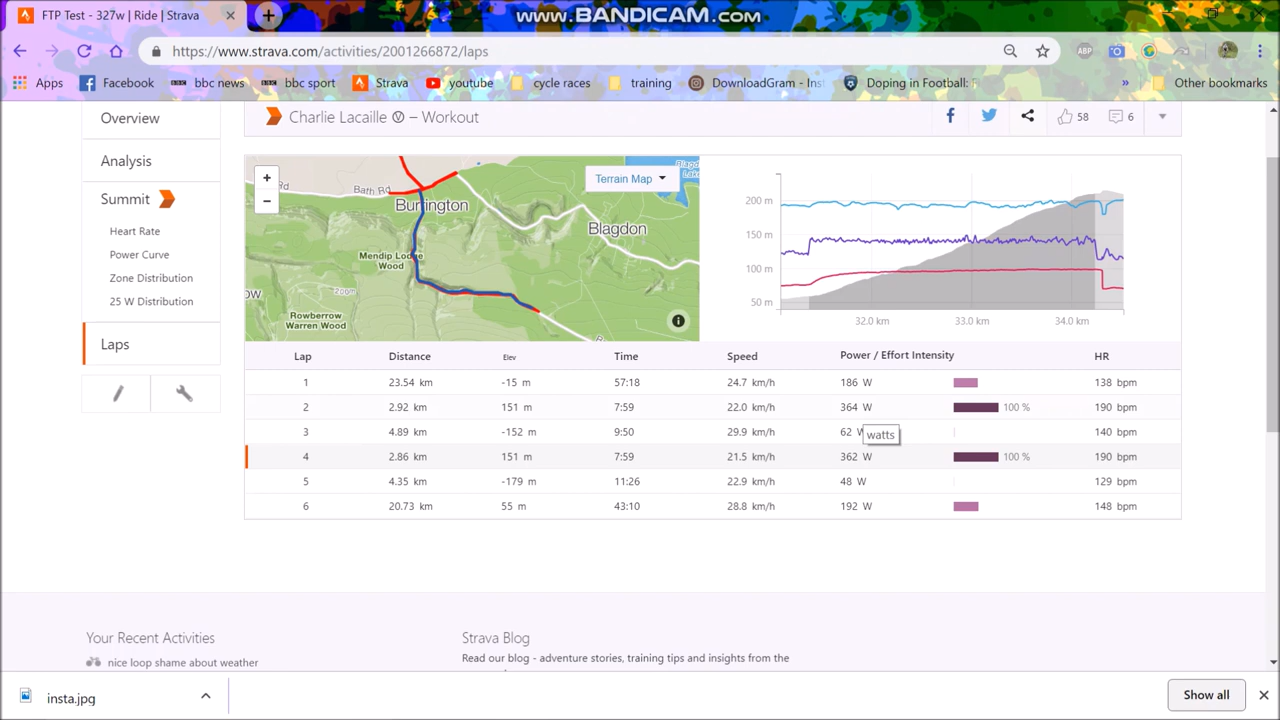 FTP Test - 327w | Ride | Strava
www.BANDICAM.com
https://www.strava.com/activities/2001266872/laps
ABP
Apps Facebook bbc news bbc sport Strava youtube cycle races training DownloadGram - Inst Doping in Football: » Other bookmarks
Overview
Analysis
Summit
Heart Rate
Power Curve
Zone Distribution
25 W Distribution
Laps
Charlie Lacaille – Workout
58
6
+
−
Terrain Map
Bath Rd
Burrington
Blagdon
Mendip Lodge
Wood
Rowberrow
Warren Wood
200 m
150 m
100 m
50 m
32.0 km 33.0 km 34.0 km
Lap Distance Elev Time Speed Power / Effort Intensity HR
1 23.54 km -15 m 57:18 24.7 km/h 186 W 138 bpm
2 2.92 km 151 m 7:59 22.0 km/h 364 W 100 % 190 bpm
3 4.89 km -152 m 9:50 29.9 km/h 62 W 140 bpm
watts
4 2.86 km 151 m 7:59 21.5 km/h 362 W 100 % 190 bpm
5 4.35 km -179 m 11:26 22.9 km/h 48 W 129 bpm
6 20.73 km 55 m 43:10 28.8 km/h 192 W 148 bpm
Your Recent Activities
nice loop shame about weather
Strava Blog
Read our blog - adventure stories, training tips and insights from the
insta.jpg
Show all